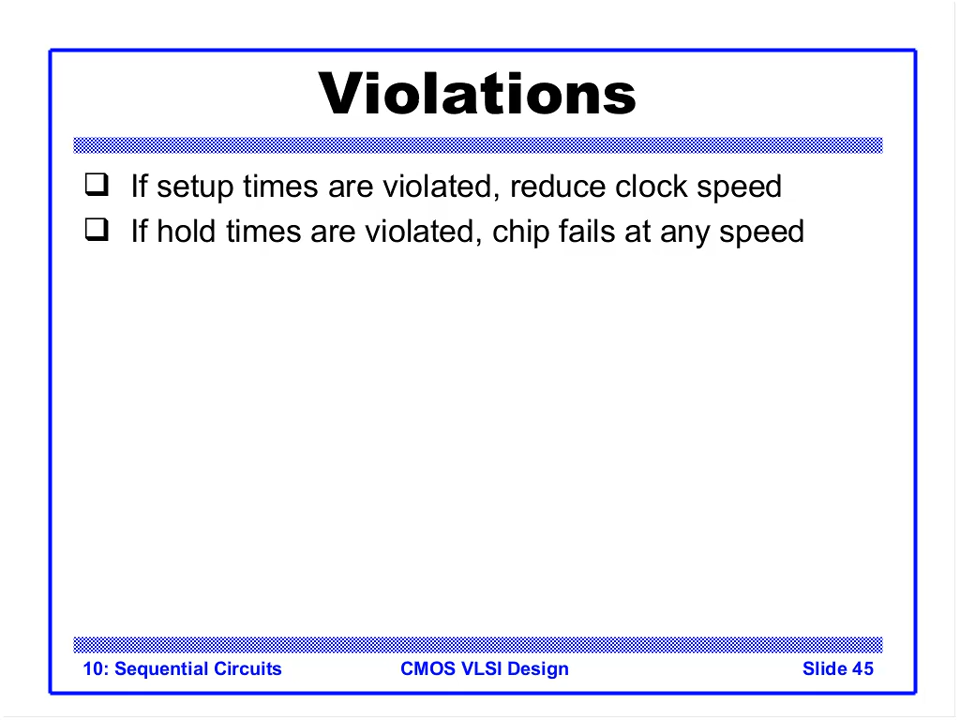 Violations
❑ If setup times are violated, reduce clock speed
❑ If hold times are violated, chip fails at any speed
10: Sequential Circuits CMOS VLSI Design Slide 45